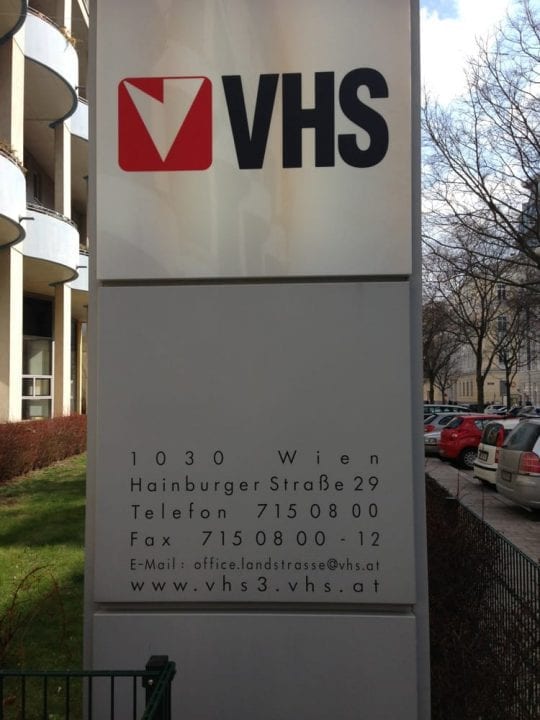 VHS
1030 Wien
Hainburger Straße 29
Telefon 715 08 00
Fax 715 08 00 - 12
E-Mail: office.landstrasse@vhs.at
www.vhs3.vhs.at